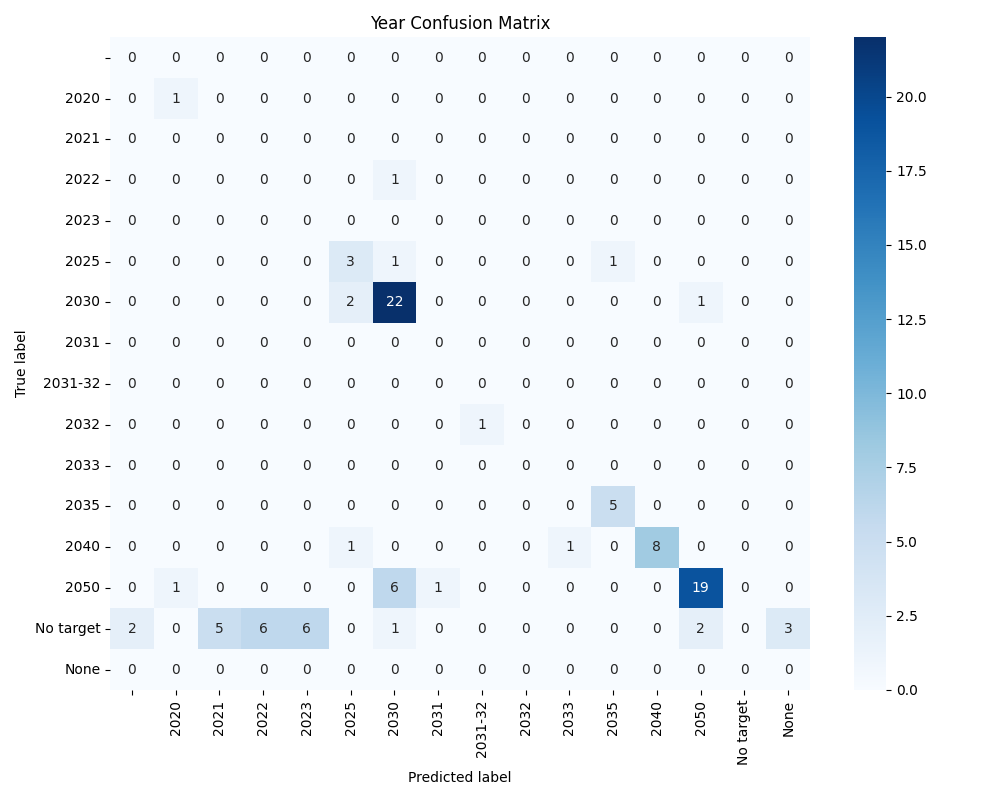 Year Confusion Matrix
0 0 0 0 0 0 0 0 0 0 0 0 0 0 0 0
2020 0 1 0 0 0 0 0 0 0 0 0 0 0 0 0 0
2021 0 0 0 0 0 0 0 0 0 0 0 0 0 0 0 0
2022 0 0 0 0 0 0 1 0 0 0 0 0 0 0 0 0
2023 0 0 0 0 0 0 0 0 0 0 0 0 0 0 0 0
2025 0 0 0 0 0 3 1 0 0 0 0 1 0 0 0 0
2030 0 0 0 0 0 2 22 0 0 0 0 0 0 1 0 0
2031 0 0 0 0 0 0 0 0 0 0 0 0 0 0 0 0
2031-32 0 0 0 0 0 0 0 0 0 0 0 0 0 0 0 0
2032 0 0 0 0 0 0 0 0 1 0 0 0 0 0 0 0
2033 0 0 0 0 0 0 0 0 0 0 0 0 0 0 0 0
2035 0 0 0 0 0 0 0 0 0 0 0 5 0 0 0 0
2040 0 0 0 0 0 1 0 0 0 0 1 0 8 0 0 0
2050 0 1 0 0 0 0 6 1 0 0 0 0 0 19 0 0
No target 2 0 5 6 6 0 1 0 0 0 0 0 0 2 0 3
None 0 0 0 0 0 0 0 0 0 0 0 0 0 0 0 0
True label
2020 2021 2022 2023 2025 2030 2031 2031-32 2032 2033 2035 2040 2050 No target None
Predicted label
20.0
17.5
15.0
12.5
10.0
7.5
5.0
2.5
0.0